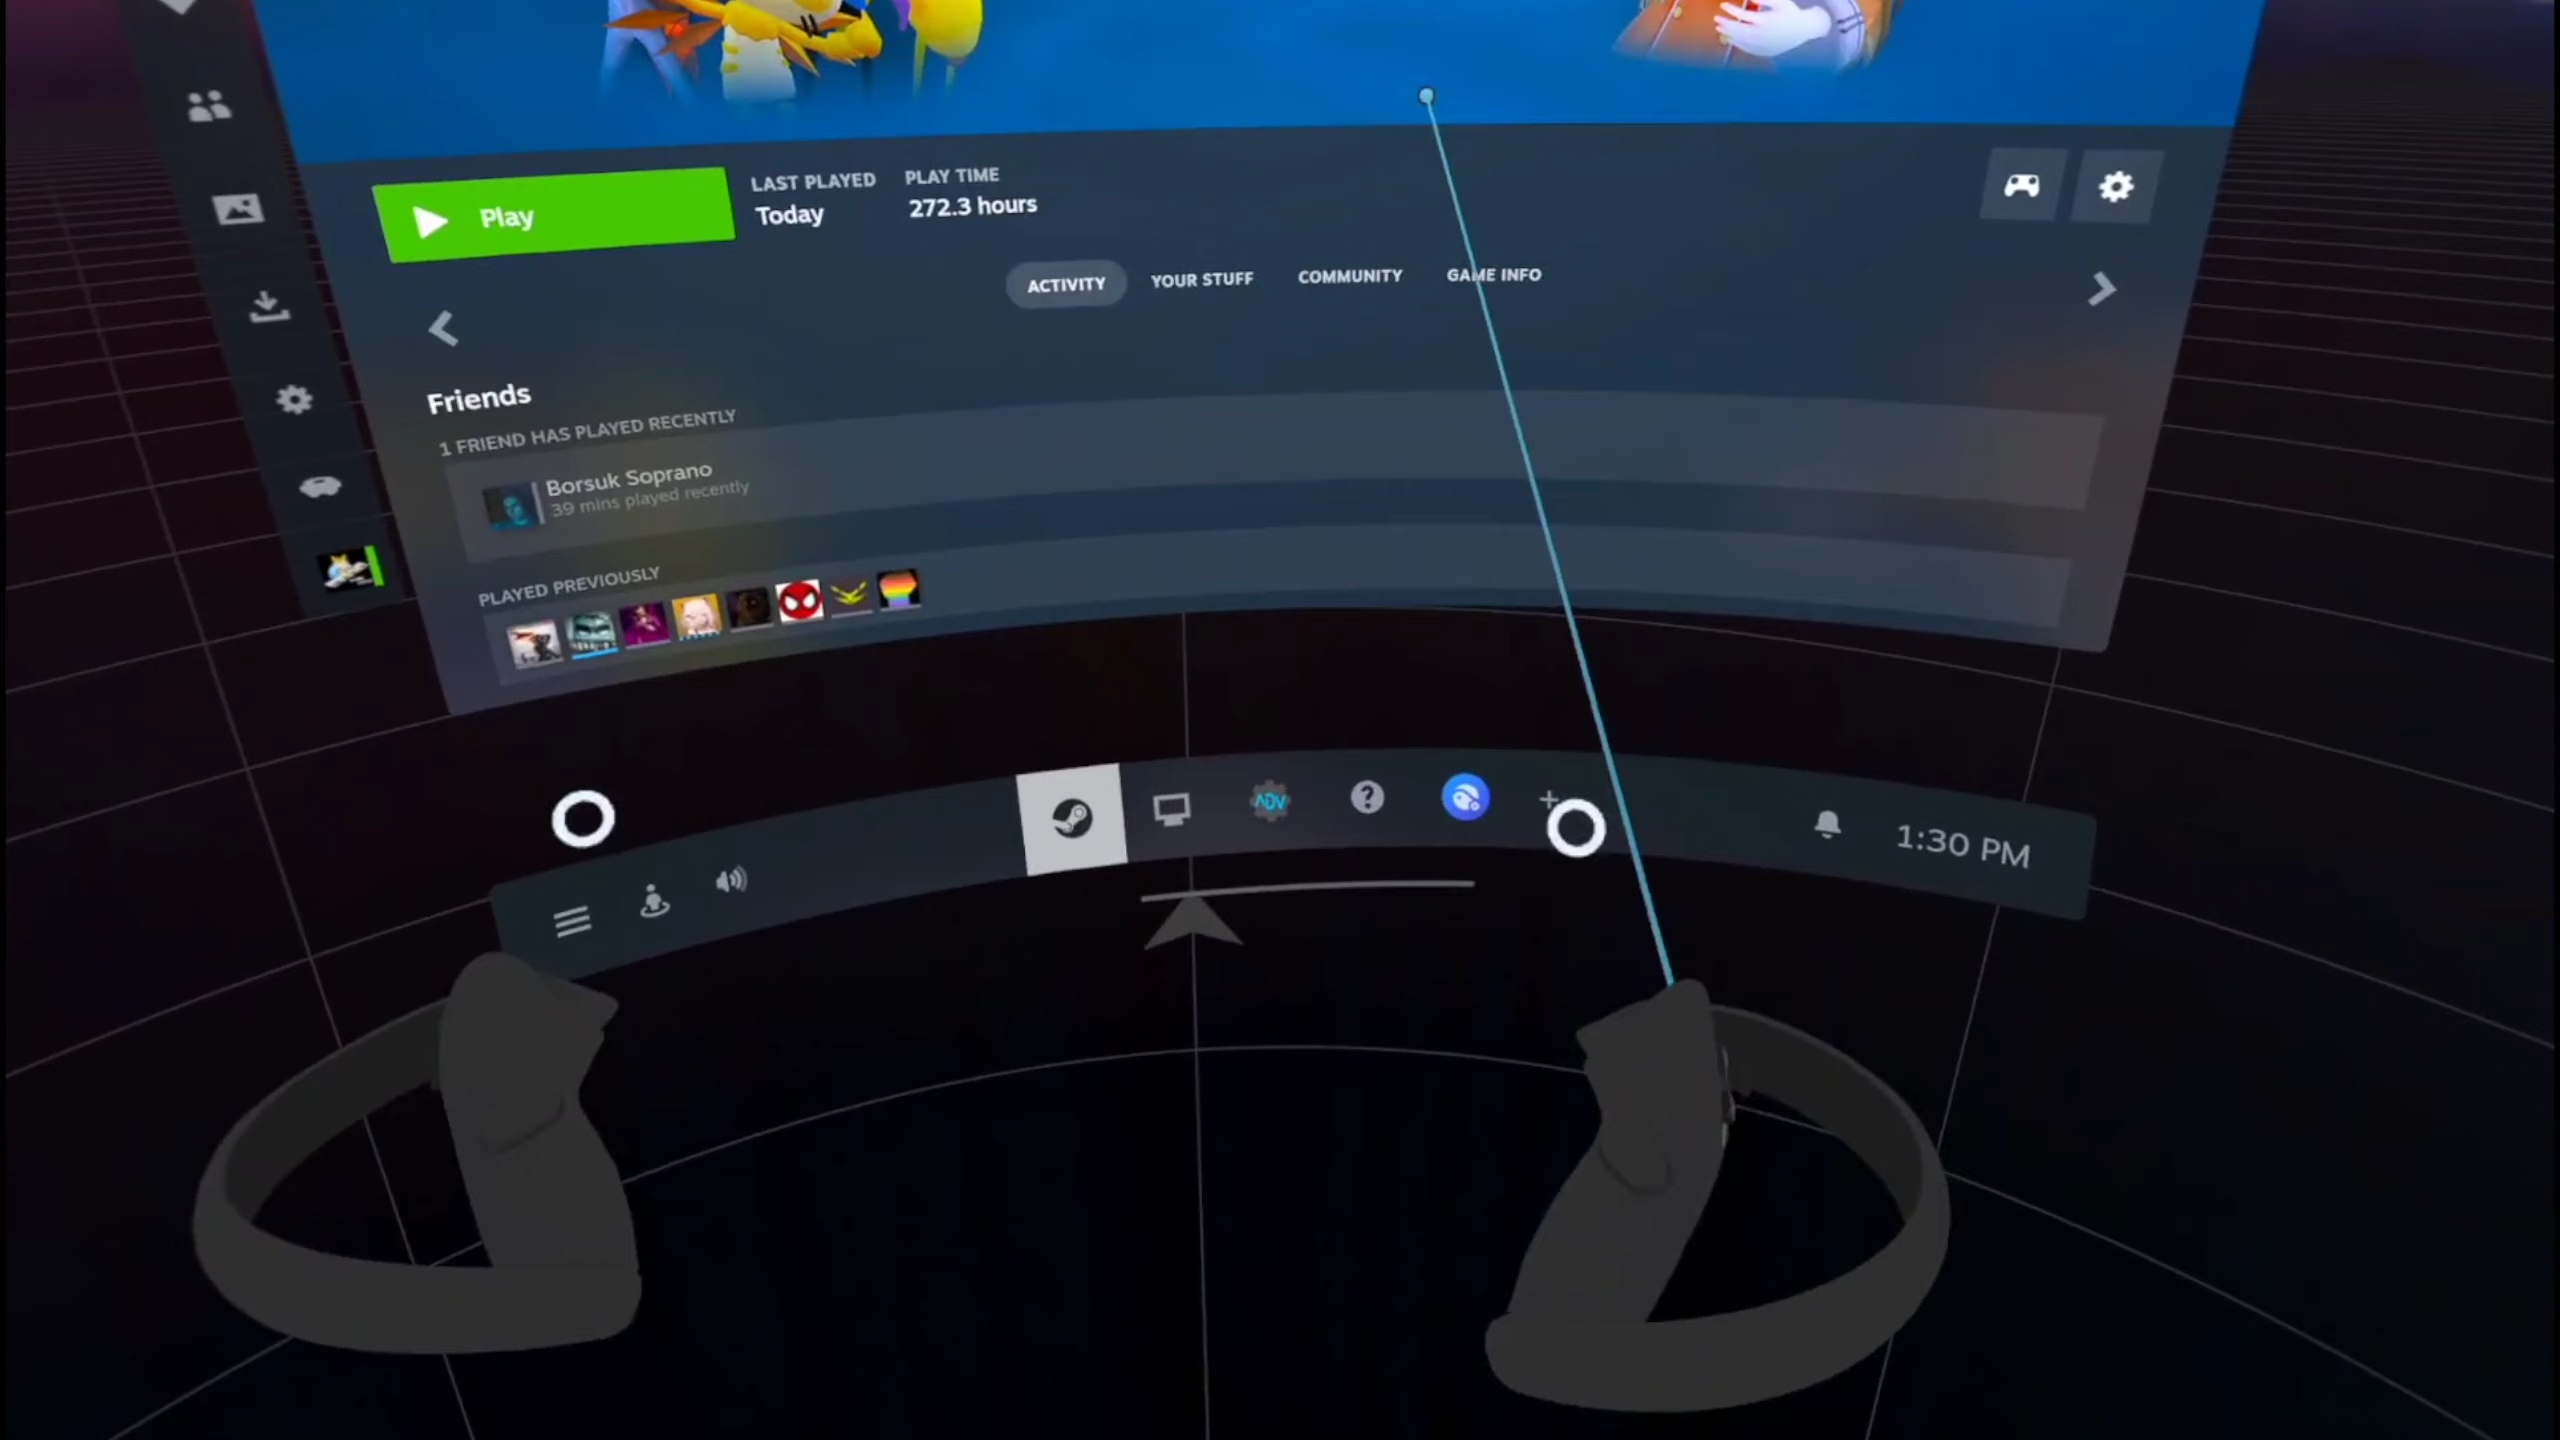 Play
LAST PLAYED
Today
PLAY TIME
272.3 hours
ACTIVITY
YOUR STUFF
COMMUNITY
GAME INFO
Friends
1 FRIEND HAS PLAYED RECENTLY
Borsuk Soprano
39 mins played recently
PLAYED PREVIOUSLY
ADV
1:30 PM